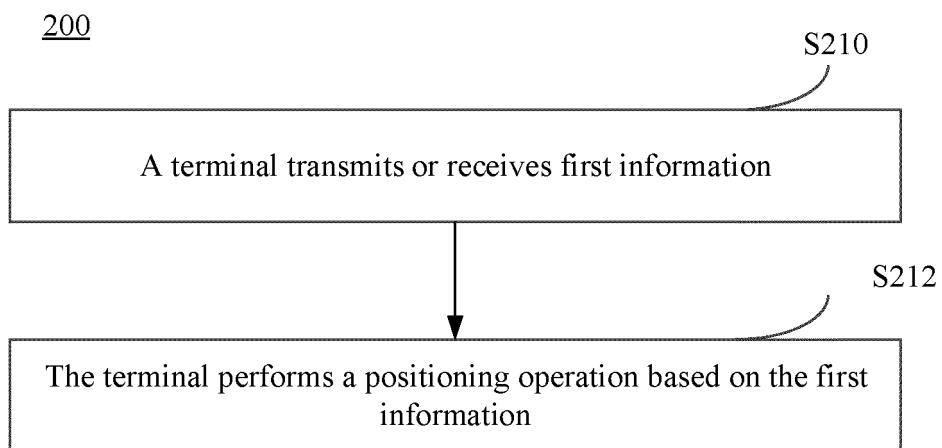 200
S210
A terminal transmits or receives first information
S212
The terminal performs a positioning operation based on the first
information